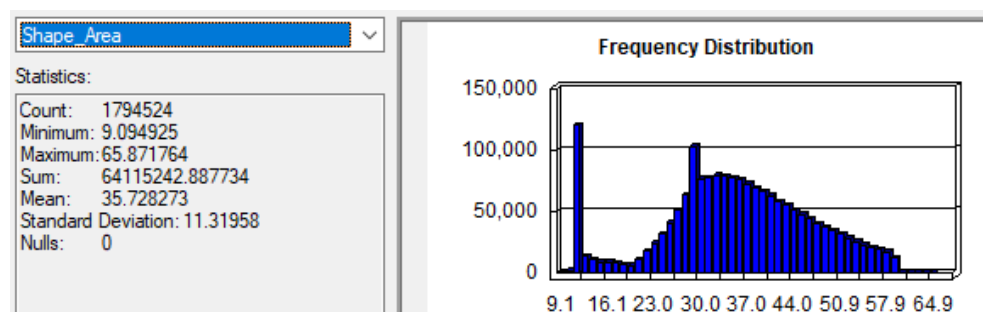 Shape_Area
Statistics:
Count: 1794524
Minimum: 9.094925
Maximum: 65.871764
Sum: 64115242.887734
Mean: 35.728273
Standard Deviation: 11.31958
Nulls: 0
Frequency Distribution
150,000
100,000
50,000
0
9.1 16.1 23.0 30.0 37.0 44.0 50.9 57.9 64.9